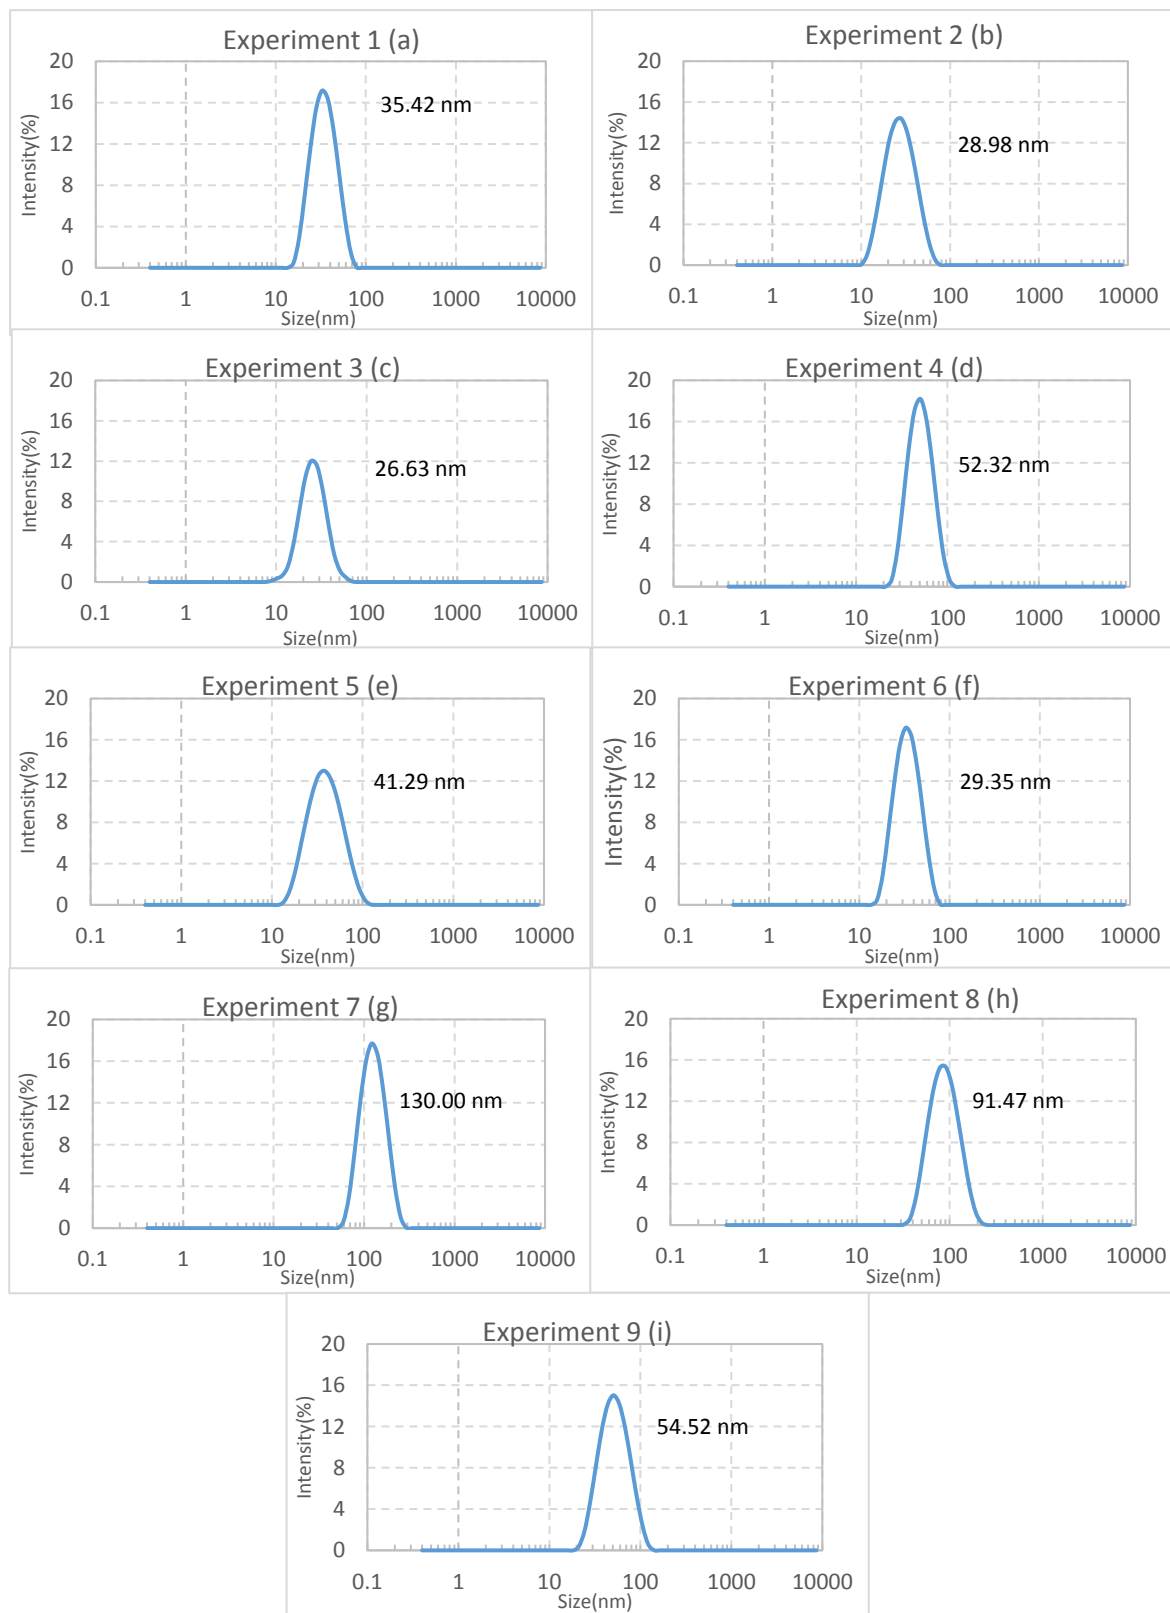 Experiment 1 (a)
20
16
12
8
4
0
Intensity(%)
35.42 nm
0.1 1 10 100 1000 10000
Size(nm)
Experiment 2 (b)
20
16
12
8
4
0
Intensity(%)
28.98 nm
0.1 1 10 100 1000 10000
Size(nm)
Experiment 3 (c)
20
16
12
8
4
0
Intensity(%)
26.63 nm
0.1 1 10 100 1000 10000
Size(nm)
Experiment 4 (d)
20
16
12
8
4
0
Intensity(%)
52.32 nm
0.1 1 10 100 1000 10000
Size(nm)
Experiment 5 (e)
20
16
12
8
4
0
Intensity(%)
41.29 nm
0.1 1 10 100 1000 10000
Size(nm)
Experiment 6 (f)
20
16
12
8
4
0
Intensity(%)
29.35 nm
0.1 1 10 100 1000 10000
Size(nm)
Experiment 7 (g)
20
16
12
8
4
0
Intensity(%)
130.00 nm
0.1 1 10 100 1000 10000
Size(nm)
Experiment 8 (h)
20
16
12
8
4
0
Intensity(%)
91.47 nm
0.1 1 10 100 1000 10000
Size(nm)
Experiment 9 (i)
20
16
12
8
4
0
Intensity(%)
54.52 nm
0.1 1 10 100 1000 10000
Size(nm)